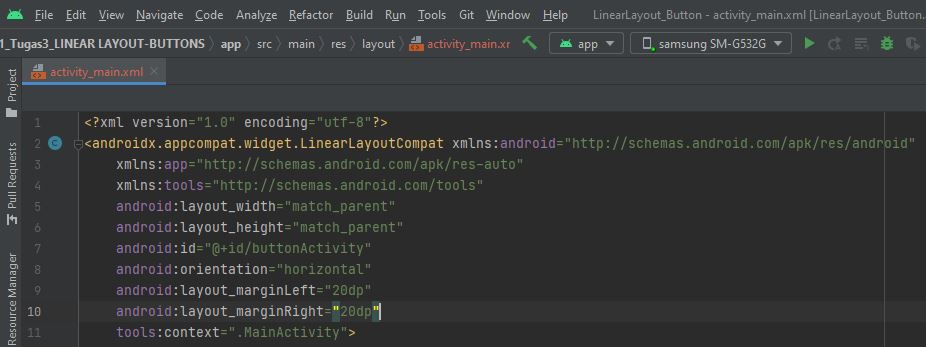 File Edit View Navigate Code Analyze Refactor Build Run Tools Git Window Help LinearLayout_Button - activity_main.xml [LinearLayout_Button...
1_Tugas3_LINEAR LAYOUT-BUTTONS app src main res layout activity_main.xr app samsung SM-G532G
activity_main.xml
Project
Pull Requests
Resource Manager
1 <?xml version="1.0" encoding="utf-8"?>
2 <androidx.appcompat.widget.LinearLayoutCompat xmlns:android="http://schemas.android.com/apk/res/android"
3 xmlns:app="http://schemas.android.com/apk/res-auto"
4 xmlns:tools="http://schemas.android.com/tools"
5 android:layout_width="match_parent"
6 android:layout_height="match_parent"
7 android:id="@+id/buttonActivity"
8 android:orientation="horizontal"
9 android:layout_marginLeft="20dp"
10 android:layout_marginRight="20dp"
11 tools:context=".MainActivity">